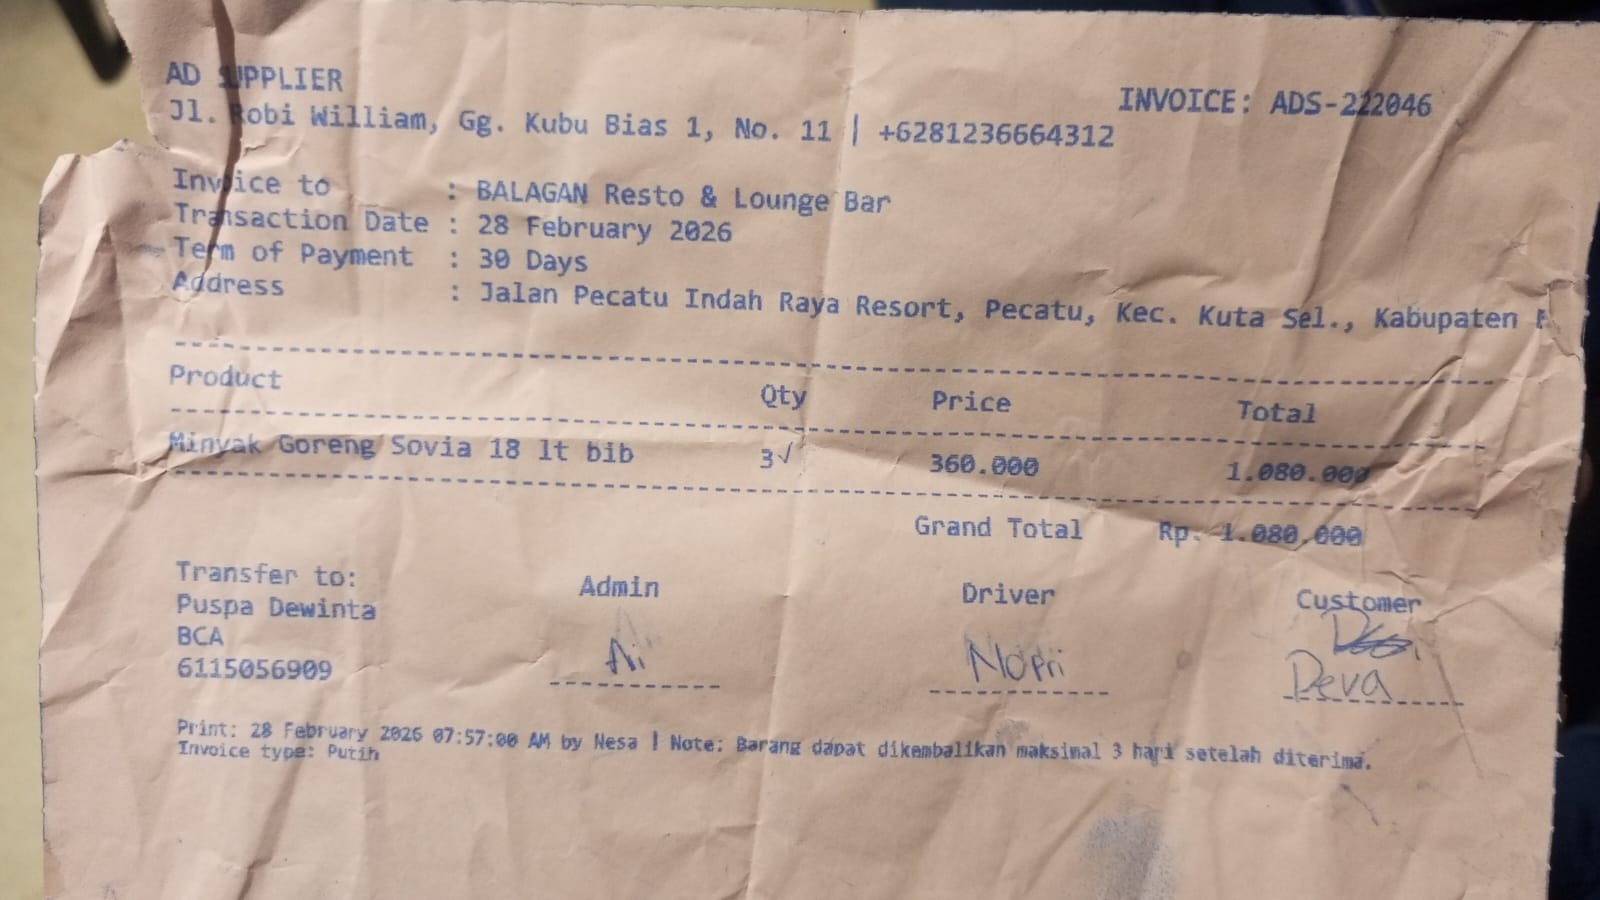 AD SUPPLIER
INVOICE: ADS-222046
Jl. Robi William, Gg. Kubu Bias 1, No. 11 | +6281236664312
Invoice to : BALAGAN Resto & Lounge Bar
Transaction Date : 28 February 2026
Term of Payment : 30 Days
Address : Jalan Pecatu Indah Raya Resort, Pecatu, Kec. Kuta Sel., Kabupaten
Product Qty Price Total
Minyak Goreng Sovia 18 lt bib 3✓ 360.000 1.080.000
Grand Total Rp. 1.080.000
Transfer to: Admin Driver Customer
Puspa Dewinta
BCA
6115056909
Nopri
Deva
Print: 28 February 2026 07:57:00 AM by Nesa | Note: Barang dapat dikembalikan maksimal 3 hari setelah diterima.
Invoice type: Putih